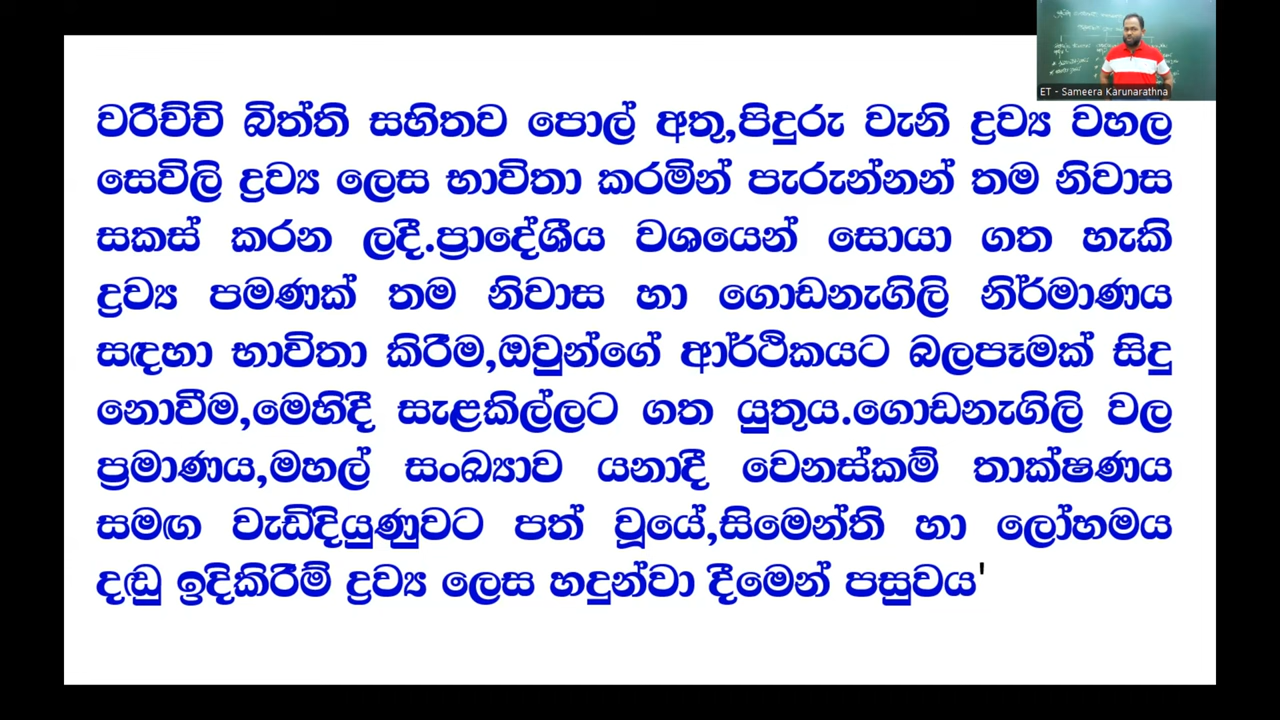 ET - Sameera Karunarathna
වරිච්චි බිත්ති සහිතව පොල් අතු,පිදුරු වැනි ද්‍රව්‍ය වහල
සෙවිලි ද්‍රව්‍ය ලෙස භාවිතා කරමින් පැරුන්නන් තම නිවාස
සකස් කරන ලදී.ප්‍රාදේශීය වශයෙන් සොයා ගත හැකි
ද්‍රව්‍ය පමණක් තම නිවාස හා ගොඩනැගිලි නිර්මාණය
සඳහා භාවිතා කිරීම,ඔවුන්ගේ ආර්ථිකයට බලපෑමක් සිදු
නොවීම,මෙහිදී සැළකිල්ලට ගත යුතුය.ගොඩනැගිලි වල
ප්‍රමාණය,මහල් සංඛ්‍යාව යනාදී වෙනස්කම් තාක්ෂණය
සමඟ වැඩිදියුණුවට පත් වූයේ,සිමෙන්ති හා ලෝහමය
දඬු ඉදිකිරීම් ද්‍රව්‍ය ලෙස හඳුන්වා දීමෙන් පසුවය'